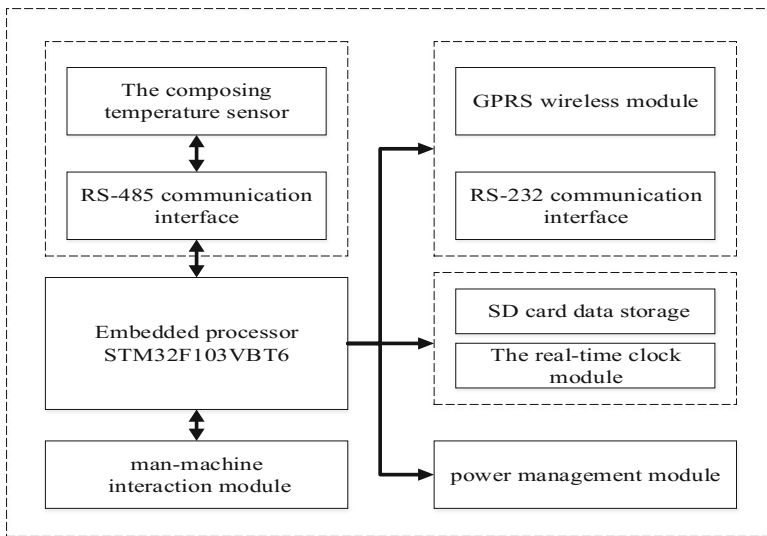 The composing
temperature sensor
RS-485 communication
interface
Embedded processor
STM32F103VBT6
man-machine
interaction module
GPRS wireless module
RS-232 communication
interface
SD card data storage
The real-time clock
module
power management module